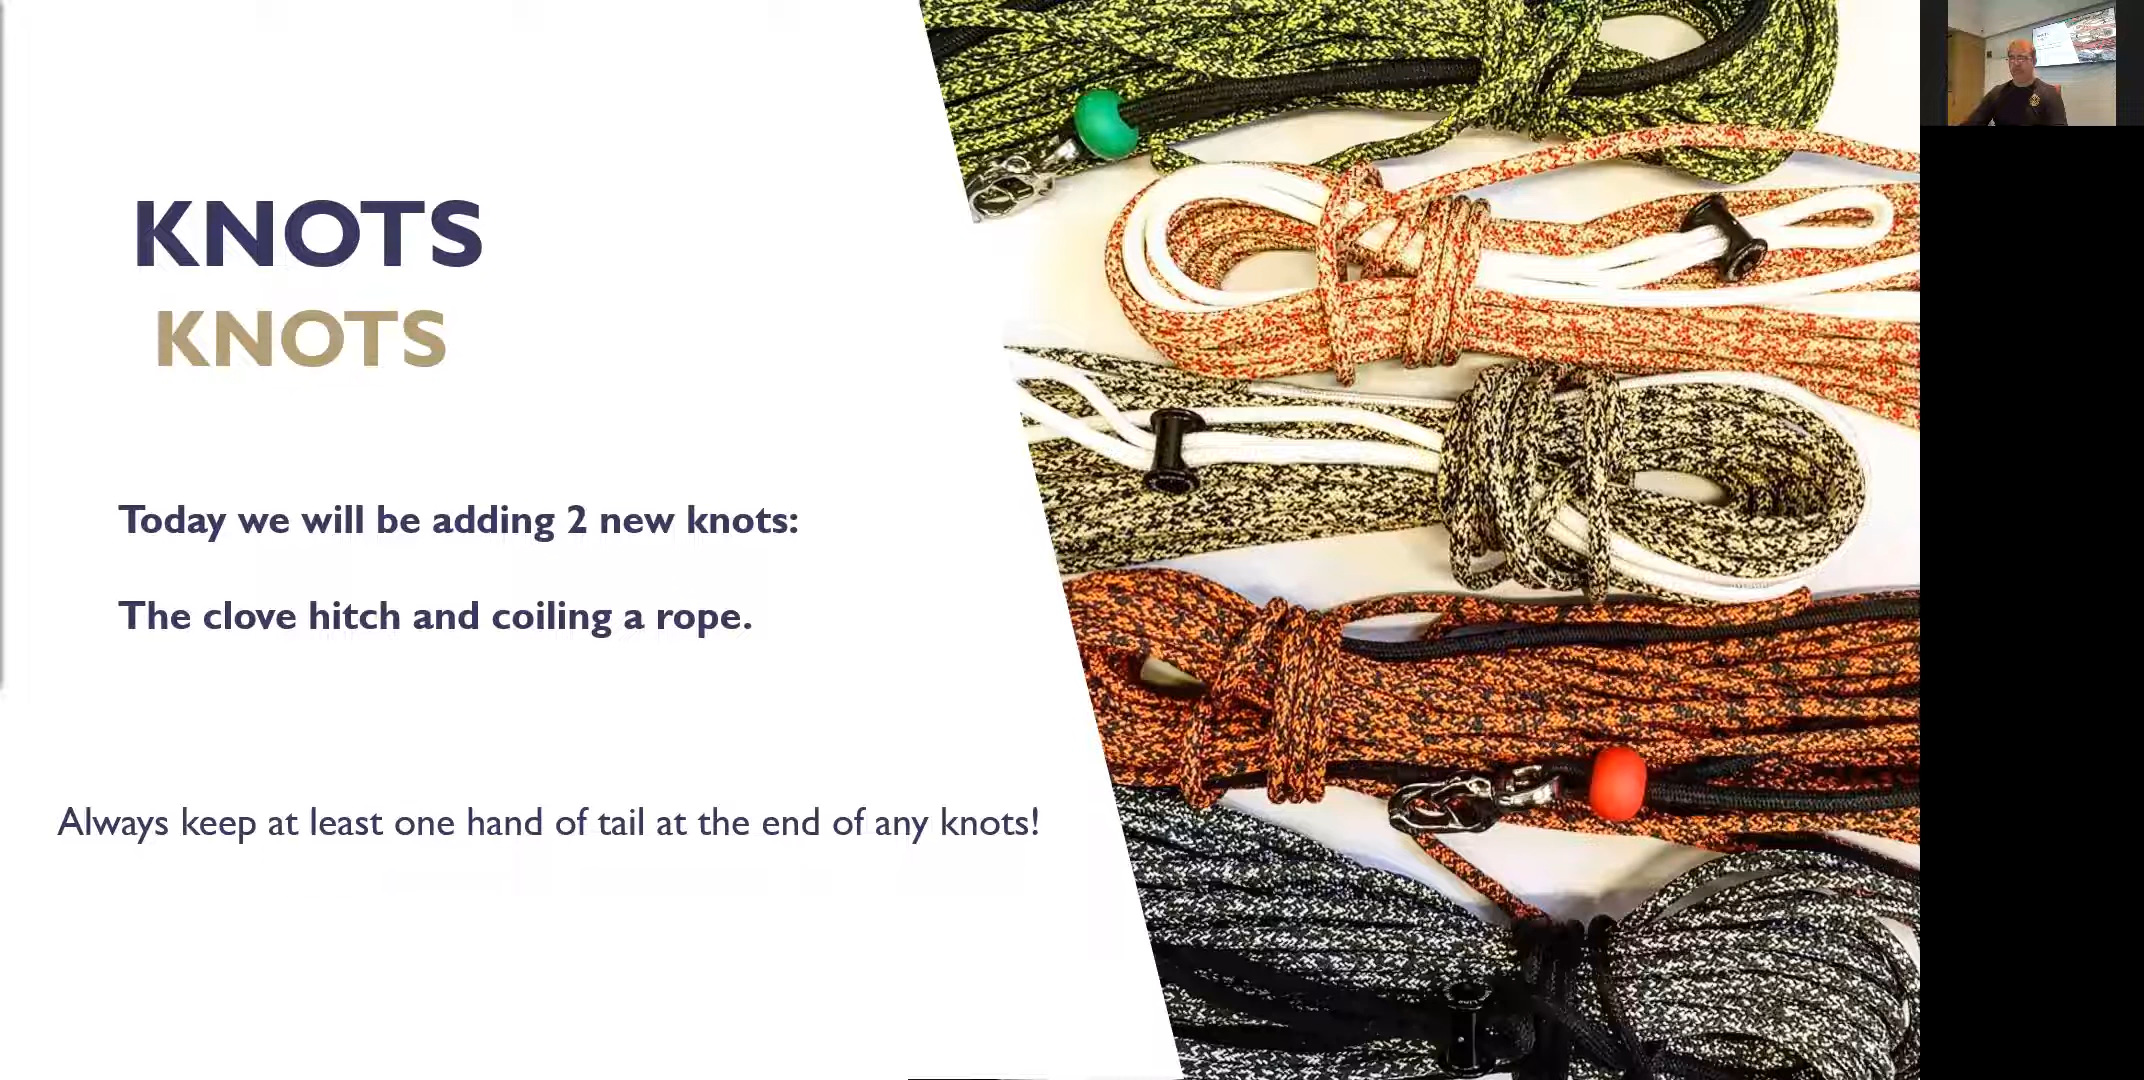 KNOTS
KNOTS
Today we will be adding 2 new knots:
The clove hitch and coiling a rope.
Always keep at least one hand of tail at the end of any knots!